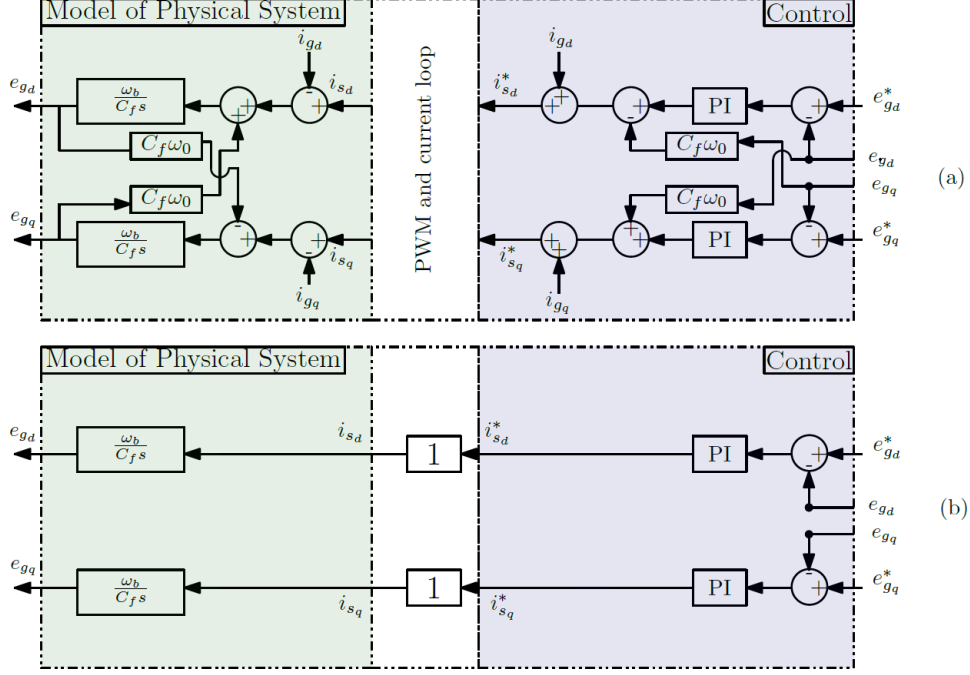 Model of Physical System
Control
i_{g_d}
i_{g_d}
e_{g_d}
ω_b / C_f s
+
+
-
+
i_{s_d}
i*_{s_d}
+
+
-
+
PI
-
+
e*_{g_d}
C_f ω_0
C_f ω_0
e_{g_d}
PWM and current loop
(a)
C_f ω_0
C_f ω_0
e_{g_q}
e_{g_q}
ω_b / C_f s
-
+
-
+
i_{s_q}
i*_{s_q}
+
+
+
+
PI
-
+
e*_{g_q}
i_{g_q}
i_{g_q}
Model of Physical System
Control
e_{g_d}
ω_b / C_f s
i_{s_d}
1
i*_{s_d}
PI
+
-
e*_{g_d}
e_{g_d}
(b)
e_{g_q}
e_{g_q}
ω_b / C_f s
i_{s_q}
1
i*_{s_q}
PI
-
+
e*_{g_q}